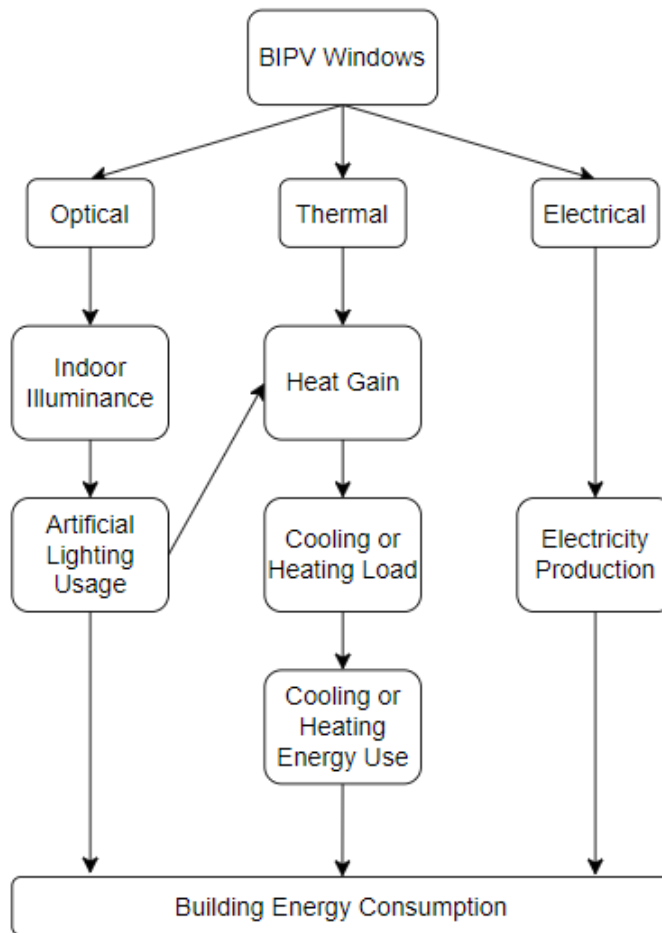 BIPV Windows
Optical
Thermal
Electrical
Indoor
Illuminance
Heat Gain
Artificial
Lighting
Usage
Cooling or
Heating Load
Electricity
Production
Cooling or
Heating
Energy Use
Building Energy Consumption